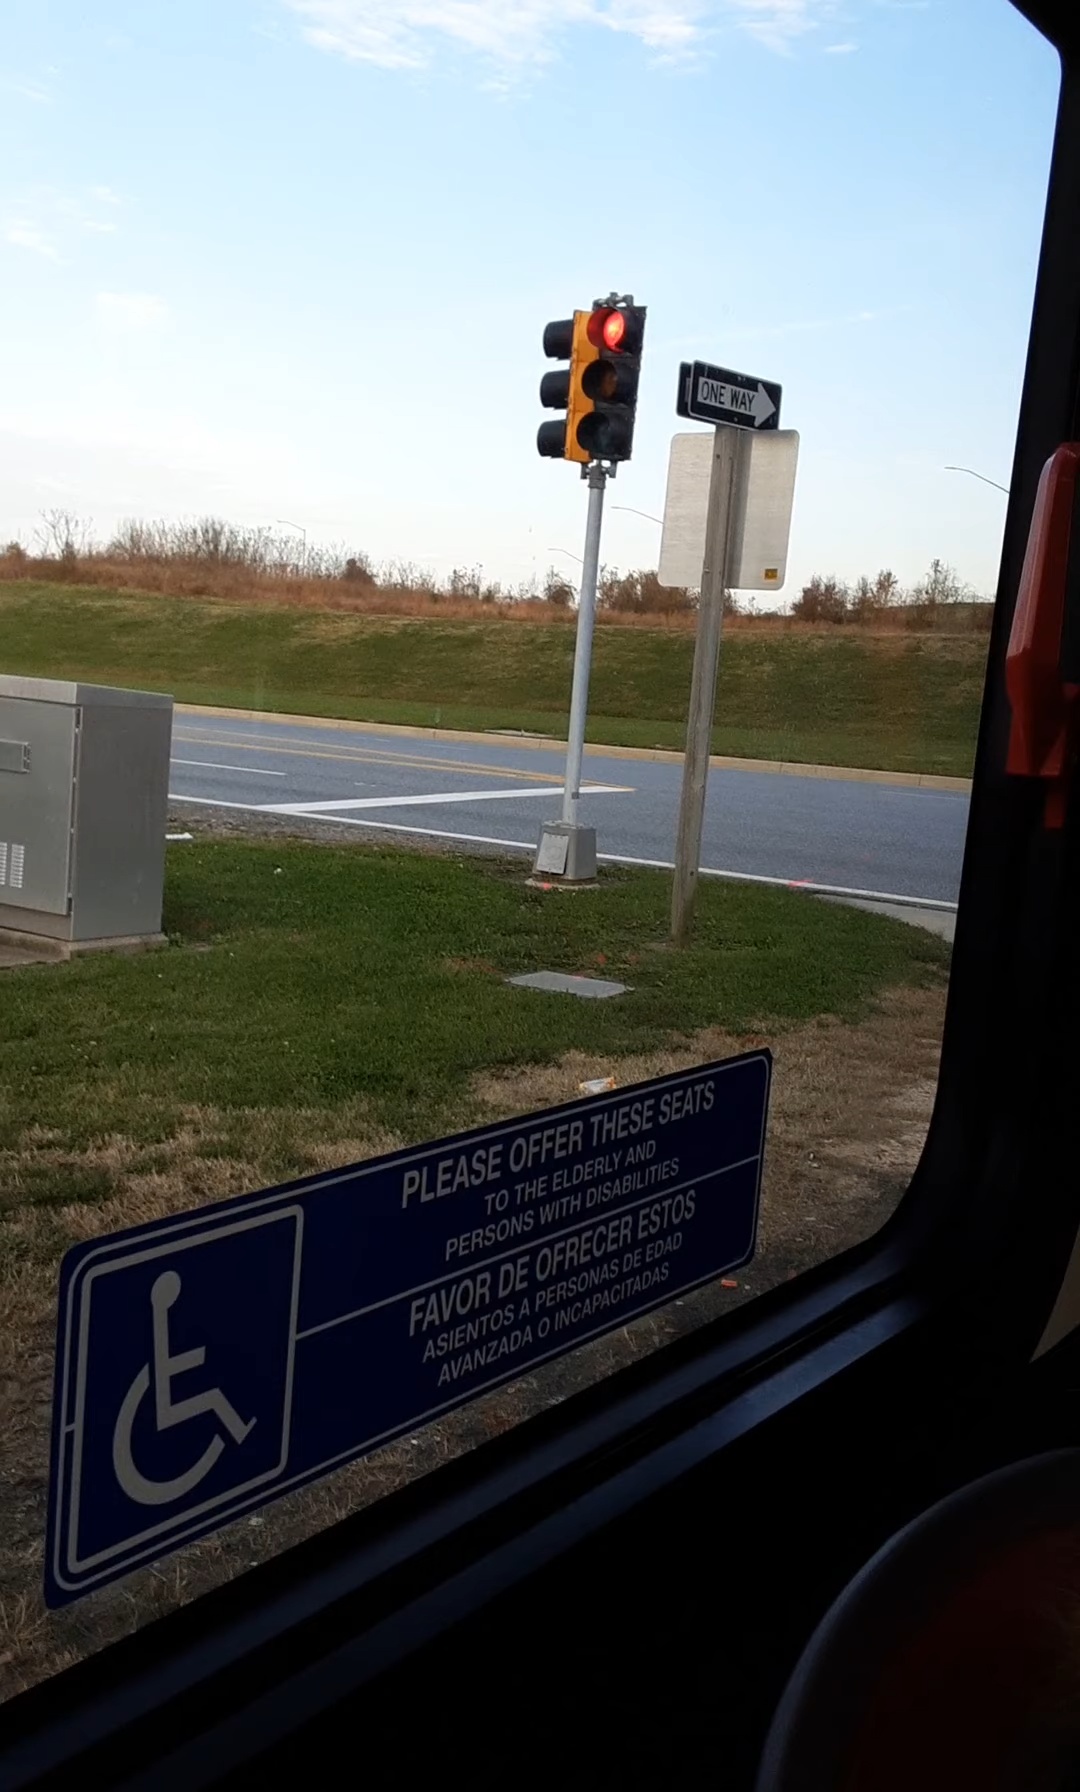 ONE WAY
PLEASE OFFER THESE SEATS
TO THE ELDERLY AND
PERSONS WITH DISABILITIES
FAVOR DE OFRECER ESTOS
ASIENTOS A PERSONAS DE EDAD
AVANZADA O INCAPACITADAS